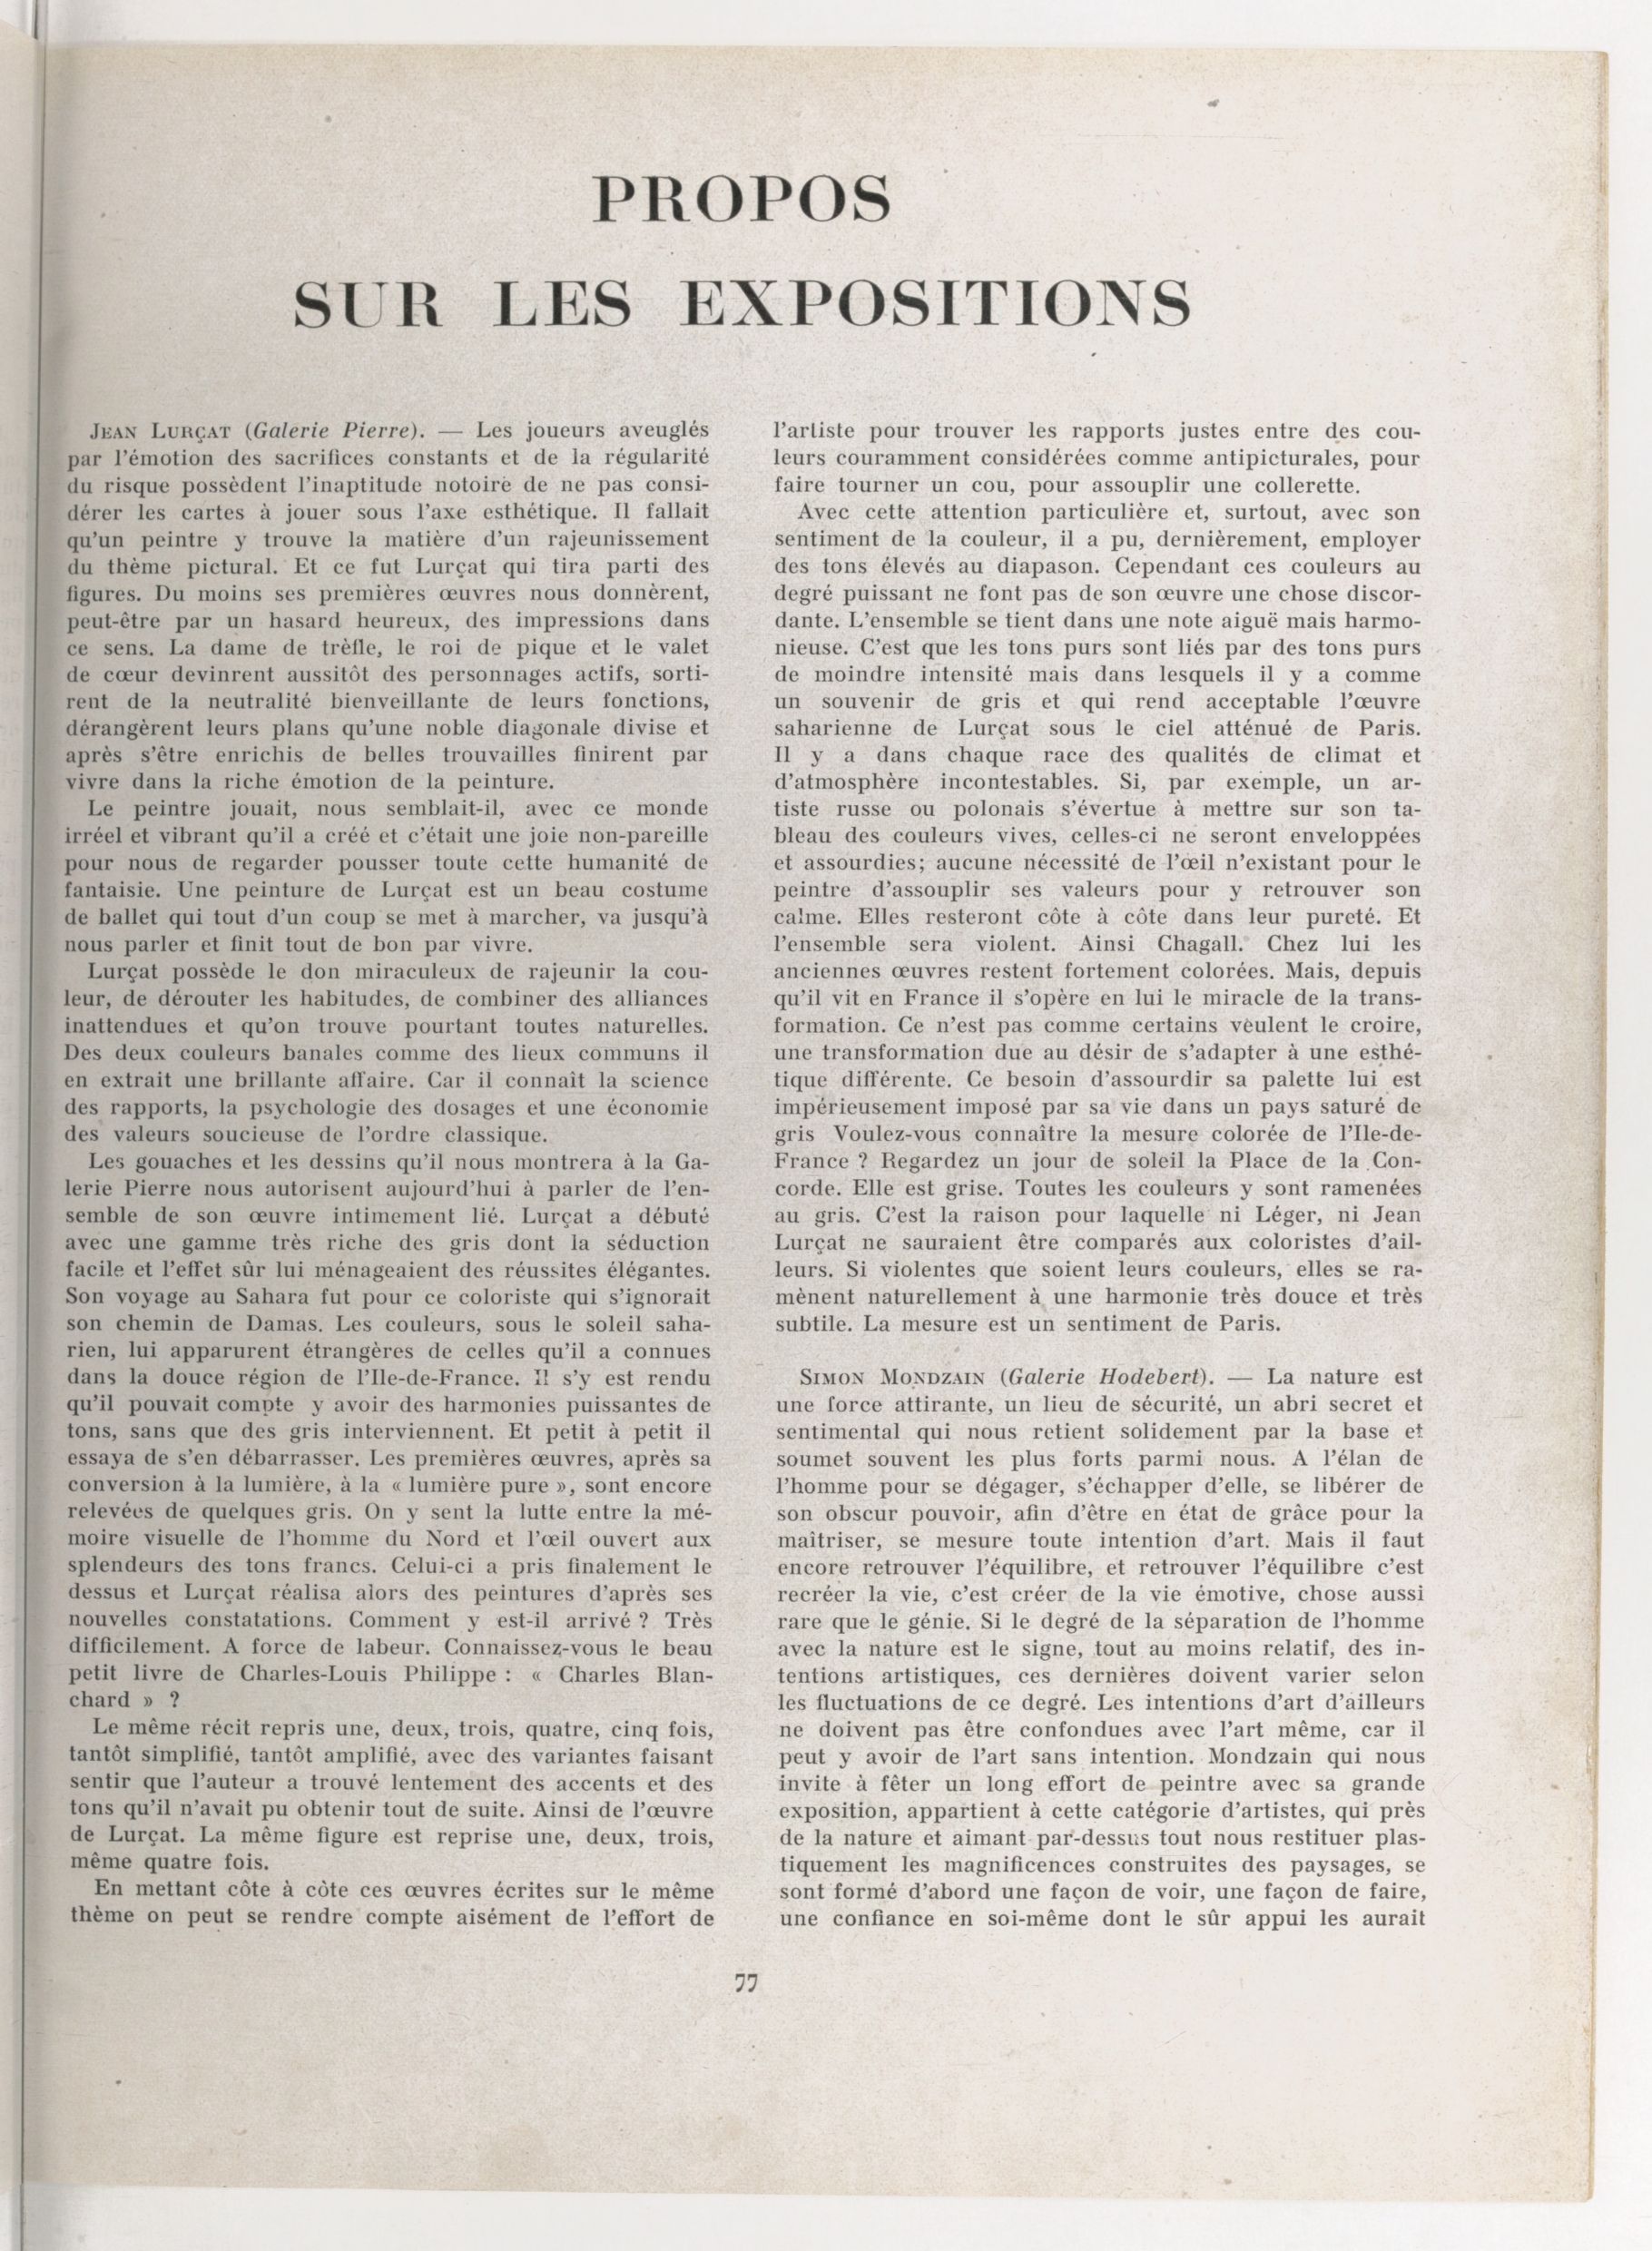 PROPOS
SUR LES EXPOSITIONS
JEAN LURÇAT (Galerie Pierre). — Les joueurs aveuglés
par l'émotion des sacrifices constants et de la régularité
du risque possèdent l'inaptitude notoire de ne pas consi-
dérer les cartes à jouer sous l'axe esthétique. Il fallait
qu'un peintre y trouve la matière d'un rajeunissement
du thème pictural. Et ce fut Lurçat qui tira parti des
figures. Du moins ses premières œuvres nous donnèrent,
peut-être par un hasard heureux, des impressions dans
ce sens. La dame de trèfle, le roi de pique et le valet
de cœur devinrent aussitôt des personnages actifs, sorti-
rent de la neutralité bienveillante de leurs fonctions,
dérangèrent leurs plans qu'une noble diagonale divise et
après s'être enrichis de belles trouvailles finirent par
vivre dans la riche émotion de la peinture.
Le peintre jouait, nous semblait-il, avec ce monde
irréel et vibrant qu'il a créé et c'était une joie non-pareille
pour nous de regarder pousser toute cette humanité de
fantaisie. Une peinture de Lurçat est un beau costume
de ballet qui tout d'un coup se met à marcher, va jusqu'à
nous parler et finit tout de bon par vivre.
Lurçat possède le don miraculeux de rajeunir la cou-
leur, de dérouter les habitudes, de combiner des alliances
inattendues et qu'on trouve pourtant toutes naturelles.
Des deux couleurs banales comme des lieux communs il
en extrait une brillante affaire. Car il connaît la science
des rapports, la psychologie des dosages et une économie
des valeurs soucieuse de l'ordre classique.
Les gouaches et les dessins qu'il nous montrera à la Ga-
lerie Pierre nous autorisent aujourd'hui à parler de l'en-
semble de son œuvre intimement lié. Lurçat a débuté
avec une gamme très riche des gris dont la séduction
facile et l'effet sûr lui ménageaient des réussites élégantes.
Son voyage au Sahara fut pour ce coloriste qui s'ignorait
son chemin de Damas. Les couleurs, sous le soleil saha-
rien, lui apparurent étrangères de celles qu'il a connues
dans la douce région de l'Ile-de-France. Il s'y est rendu
qu'il pouvait compte y avoir des harmonies puissantes de
tons, sans que des gris interviennent. Et petit à petit il
essaya de s'en débarrasser. Les premières œuvres, après sa
conversion à la lumière, à la « lumière pure », sont encore
relevées de quelques gris. On y sent la lutte entre la mé-
moire visuelle de l'homme du Nord et l'œil ouvert aux
splendeurs des tons francs. Celui-ci a pris finalement le
dessus et Lurçat réalisa alors des peintures d'après ses
nouvelles constatations. Comment y est-il arrivé ? Très
difficilement. A force de labeur. Connaissez-vous le beau
petit livre de Charles-Louis Philippe : « Charles Blan-
chard » ?
Le même récit repris une, deux, trois, quatre, cinq fois,
tantôt simplifié, tantôt amplifié, avec des variantes faisant
sentir que l'auteur a trouvé lentement des accents et des
tons qu'il n'avait pu obtenir tout de suite. Ainsi de l'œuvre
de Lurçat. La même figure est reprise une, deux, trois,
même quatre fois.
En mettant côte à côte ces œuvres écrites sur le même
thème on peut se rendre compte aisément de l'effort de
l'artiste pour trouver les rapports justes entre des cou-
leurs couramment considérées comme antipicturales, pour
faire tourner un cou, pour assouplir une collerette.
Avec cette attention particulière et, surtout, avec son
sentiment de la couleur, il a pu, dernièrement, employer
des tons élevés au diapason. Cependant ces couleurs au
degré puissant ne font pas de son œuvre une chose discor-
dante. L'ensemble se tient dans une note aiguë mais harmo-
nieuse. C'est que les tons purs sont liés par des tons purs
de moindre intensité mais dans lesquels il y a comme
un souvenir de gris et qui rend acceptable l'œuvre
saharienne de Lurçat sous le ciel atténué de Paris.
Il y a dans chaque race des qualités de climat et
d'atmosphère incontestables. Si, par exemple, un ar-
tiste russe ou polonais s'évertue à mettre sur son ta-
bleau des couleurs vives, celles-ci ne seront enveloppées
et assourdies; aucune nécessité de l'œil n'existant pour le
peintre d'assouplir ses valeurs pour y retrouver son
calme. Elles resteront côte à côte dans leur pureté. Et
l'ensemble sera violent. Ainsi Chagall. Chez lui les
anciennes œuvres restent fortement colorées. Mais, depuis
qu'il vit en France il s'opère en lui le miracle de la trans-
formation. Ce n'est pas comme certains veulent le croire,
une transformation due au désir de s'adapter à une esthé-
tique différente. Ce besoin d'assourdir sa palette lui est
impérieusement imposé par sa vie dans un pays saturé de
gris Voulez-vous connaître la mesure colorée de l'Ile-de-
France ? Regardez un jour de soleil la Place de la Con-
corde. Elle est grise. Toutes les couleurs y sont ramenées
au gris. C'est la raison pour laquelle ni Léger, ni Jean
Lurçat ne sauraient être comparés aux coloristes d'ail-
leurs. Si violentes que soient leurs couleurs, elles se ra-
mènent naturellement à une harmonie très douce et très
subtile. La mesure est un sentiment de Paris.
SIMON MONDZAIN (Galerie Hodebert). — La nature est
une force attirante, un lieu de sécurité, un abri secret et
sentimental qui nous retient solidement par la base et
soumet souvent les plus forts parmi nous. A l'élan de
l'homme pour se dégager, s'échapper d'elle, se libérer de
son obscur pouvoir, afin d'être en état de grâce pour la
maîtriser, se mesure toute intention d'art. Mais il faut
encore retrouver l'équilibre, et retrouver l'équilibre c'est
recréer la vie, c'est créer de la vie émotive, chose aussi
rare que le génie. Si le degré de la séparation de l'homme
avec la nature est le signe, tout au moins relatif, des in-
tentions artistiques, ces dernières doivent varier selon
les fluctuations de ce degré. Les intentions d'art d'ailleurs
ne doivent pas être confondues avec l'art même, car il
peut y avoir de l'art sans intention. Mondzain qui nous
invite à fêter un long effort de peintre avec sa grande
exposition, appartient à cette catégorie d'artistes, qui près
de la nature et aimant par-dessus tout nous restituer plas-
tiquement les magnificences construites des paysages, se
sont formé d'abord une façon de voir, une façon de faire,
une confiance en soi-même dont le sûr appui les aurait
77